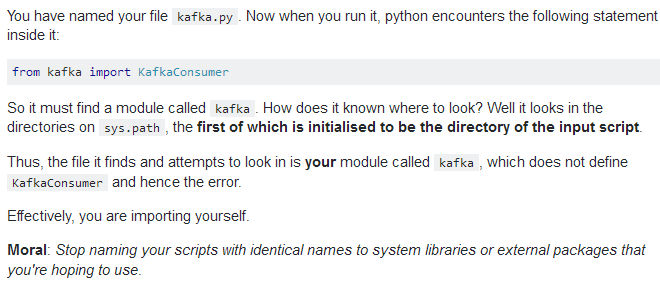 You have named your file kafka.py . Now when you run it, python encounters the following statement
inside it:
from kafka import KafkaConsumer
So it must find a module called kafka . How does it known where to look? Well it looks in the
directories on sys.path , the first of which is initialised to be the directory of the input script.
Thus, the file it finds and attempts to look in is your module called kafka , which does not define
KafkaConsumer and hence the error.
Effectively, you are importing yourself.
Moral: Stop naming your scripts with identical names to system libraries or external packages that
you're hoping to use.